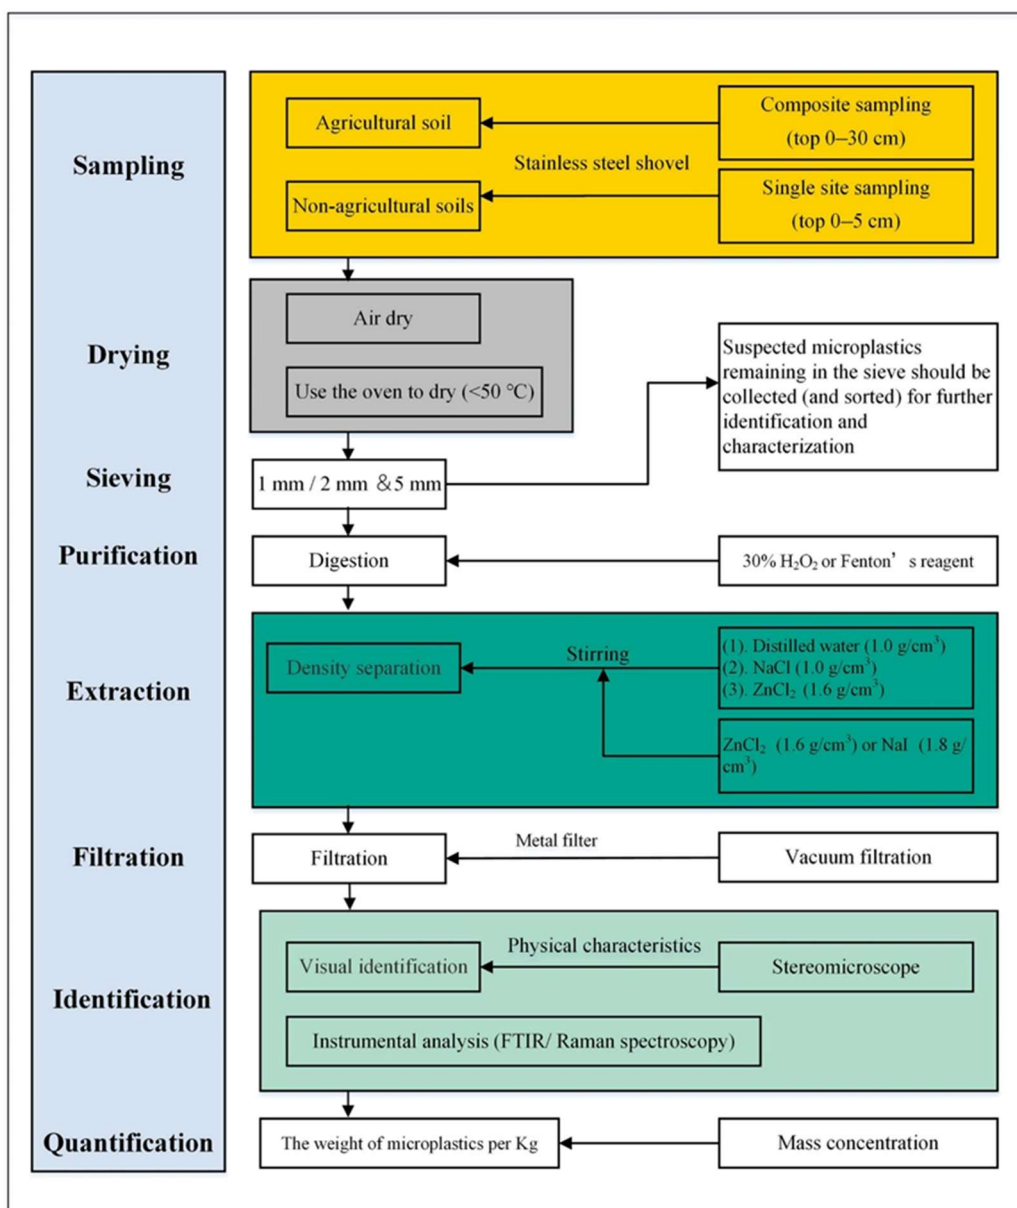 Sampling
Agricultural soil
Composite sampling
(top 0–30 cm)
Stainless steel shovel
Non-agricultural soils
Single site sampling
(top 0–5 cm)
Drying
Air dry
Use the oven to dry (<50 ℃)
Suspected microplastics
remaining in the sieve should be
collected (and sorted) for further
identification and
characterization
Sieving
1 mm / 2 mm &5 mm
Purification
Digestion
30% H₂O₂ or Fenton’s reagent
Extraction
Density separation
Stirring
(1). Distilled water (1.0 g/cm³)
(2). NaCl (1.0 g/cm³)
(3). ZnCl₂ (1.6 g/cm³)
ZnCl₂ (1.6 g/cm³) or NaI (1.8 g/
cm³)
Filtration
Filtration
Metal filter
Vacuum filtration
Identification
Visual identification
Physical characteristics
Stereomicroscope
Instrumental analysis (FTIR/ Raman spectroscopy)
Quantification
The weight of microplastics per Kg
Mass concentration